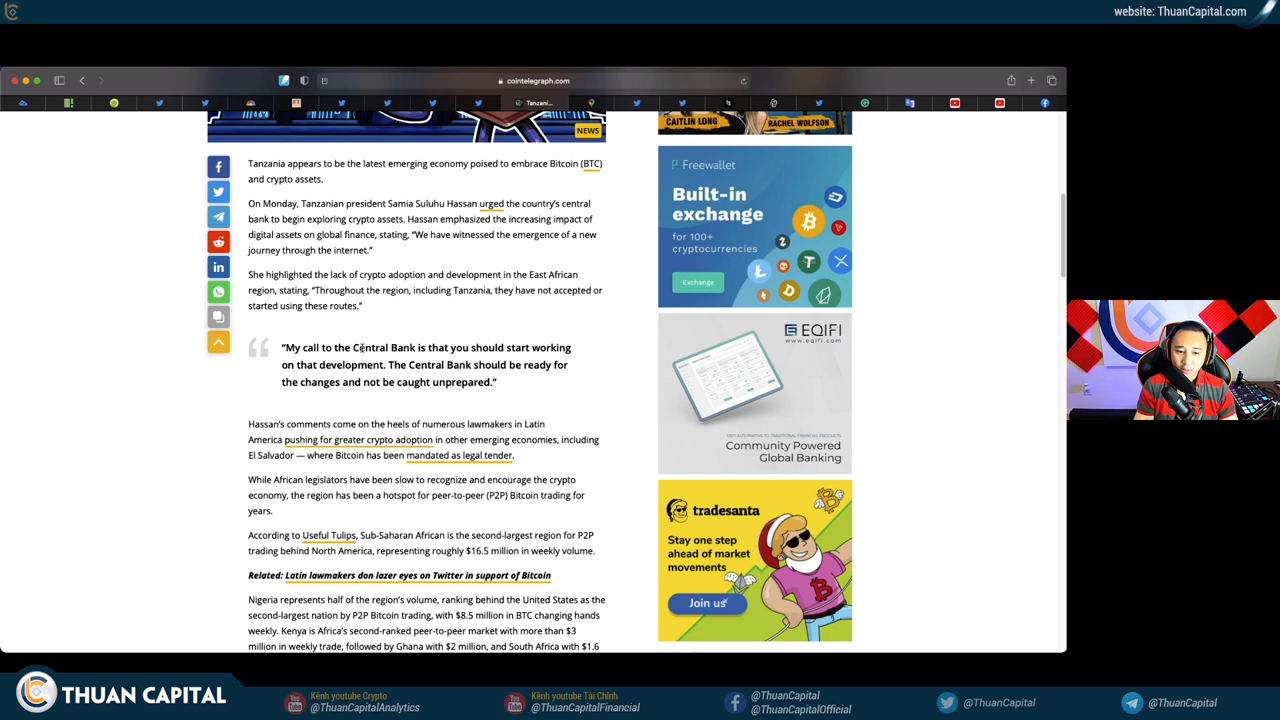 website: ThuanCapital.com
cointelegraph.com
Tanzani...
NEWS
CAITLIN LONG
RACHEL WOLFSON
Tanzania appears to be the latest emerging economy poised to embrace Bitcoin (BTC)
and crypto assets.
On Monday, Tanzanian president Samia Suluhu Hassan urged the country's central
bank to begin exploring crypto assets. Hassan emphasized the increasing impact of
digital assets on global finance, stating, “We have witnessed the emergence of a new
journey through the internet.”
She highlighted the lack of crypto adoption and development in the East African
region, stating, “Throughout the region, including Tanzania, they have not accepted or
started using these routes.”
“My call to the Central Bank is that you should start working
on that development. The Central Bank should be ready for
the changes and not be caught unprepared.”
Hassan's comments come on the heels of numerous lawmakers in Latin
America pushing for greater crypto adoption in other emerging economies, including
El Salvador — where Bitcoin has been mandated as legal tender.
While African legislators have been slow to recognize and encourage the crypto
economy, the region has been a hotspot for peer-to-peer (P2P) Bitcoin trading for
years.
According to Useful Tulips, Sub-Saharan African is the second-largest region for P2P
trading behind North America, representing roughly $16.5 million in weekly volume.
Related: Latin lawmakers don lazer eyes on Twitter in support of Bitcoin
Nigeria represents half of the region's volume, ranking behind the United States as the
second-largest nation by P2P Bitcoin trading, with $8.5 million in BTC changing hands
weekly. Kenya is Africa's second-ranked peer-to-peer market with more than $3
million in weekly trade, followed by Ghana with $2 million, and South Africa with $1.6
Freewallet
Built-in
exchange
for 100+
cryptocurrencies
Exchange
EQIFI
www.eqifi.com
Community Powered
Global Banking
tradesanta
Stay one step
ahead of market
movements
Join us
THUAN CAPITAL
Kênh youtube Crypto
@ThuanCapitalAnalytics
Kênh youtube Tài Chính
@ThuanCapitalFinancial
@ThuanCapital
@ThuanCapitalOfficial
@ThuanCapital
@ThuanCapital